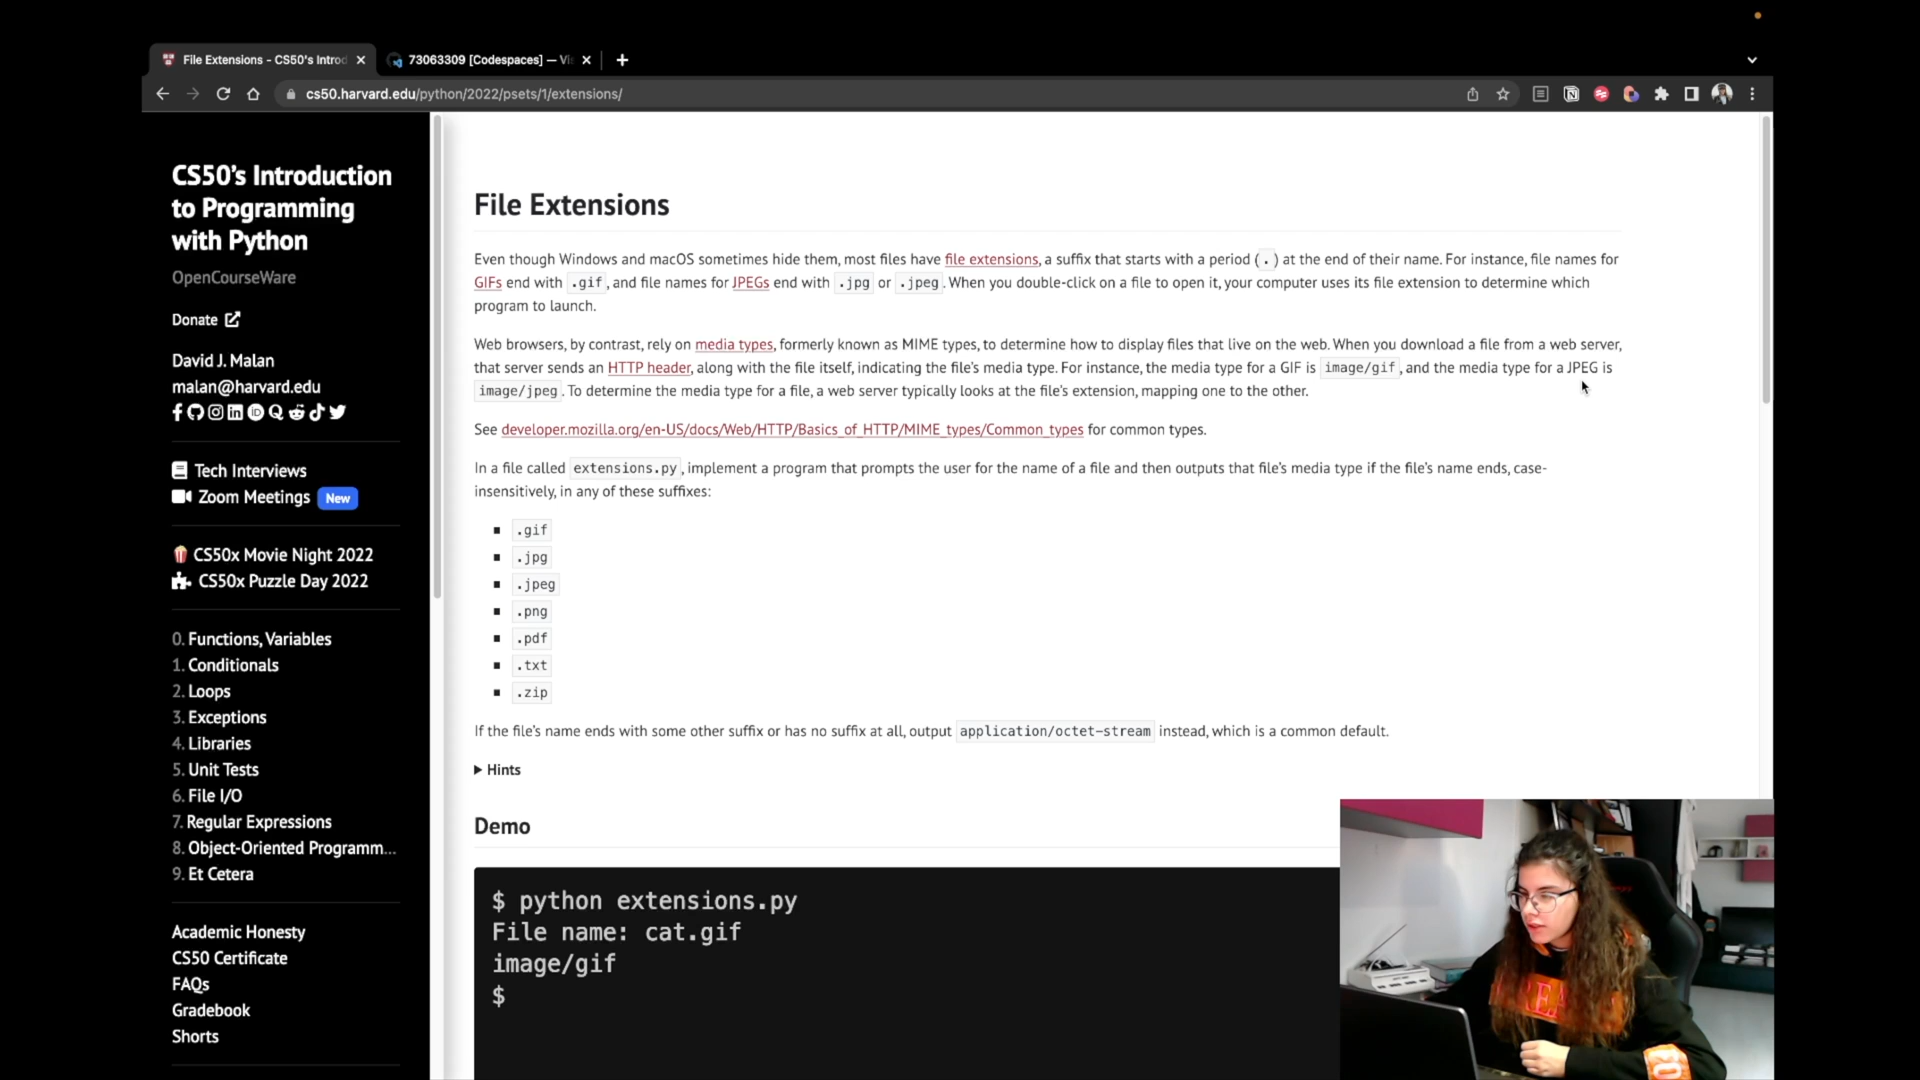 File Extensions - CS50's Introd
73063309 [Codespaces] — Vi
cs50.harvard.edu/python/2022/psets/1/extensions/
CS50's Introduction
to Programming
with Python
OpenCourseWare
Donate
David J. Malan
malan@harvard.edu
Tech Interviews
Zoom Meetings New
CS50x Movie Night 2022
CS50x Puzzle Day 2022
0. Functions, Variables
1. Conditionals
2. Loops
3. Exceptions
4. Libraries
5. Unit Tests
6. File I/O
7. Regular Expressions
8. Object-Oriented Programm...
9. Et Cetera
Academic Honesty
CS50 Certificate
FAQs
Gradebook
Shorts
File Extensions
Even though Windows and macOS sometimes hide them, most files have file extensions, a suffix that starts with a period (.) at the end of their name. For instance, file names for
GIFs end with .gif, and file names for JPEGs end with .jpg or .jpeg. When you double-click on a file to open it, your computer uses its file extension to determine which
program to launch.
Web browsers, by contrast, rely on media types, formerly known as MIME types, to determine how to display files that live on the web. When you download a file from a web server,
that server sends an HTTP header, along with the file itself, indicating the file's media type. For instance, the media type for a GIF is image/gif, and the media type for a JPEG is
image/jpeg. To determine the media type for a file, a web server typically looks at the file's extension, mapping one to the other.
See developer.mozilla.org/en-US/docs/Web/HTTP/Basics_of_HTTP/MIME_types/Common_types for common types.
In a file called extensions.py, implement a program that prompts the user for the name of a file and then outputs that file's media type if the file's name ends, case-
insensitively, in any of these suffixes:
.gif
.jpg
.jpeg
.png
.pdf
.txt
.zip
If the file's name ends with some other suffix or has no suffix at all, output application/octet-stream instead, which is a common default.
Hints
Demo
$ python extensions.py
File name: cat.gif
image/gif
$